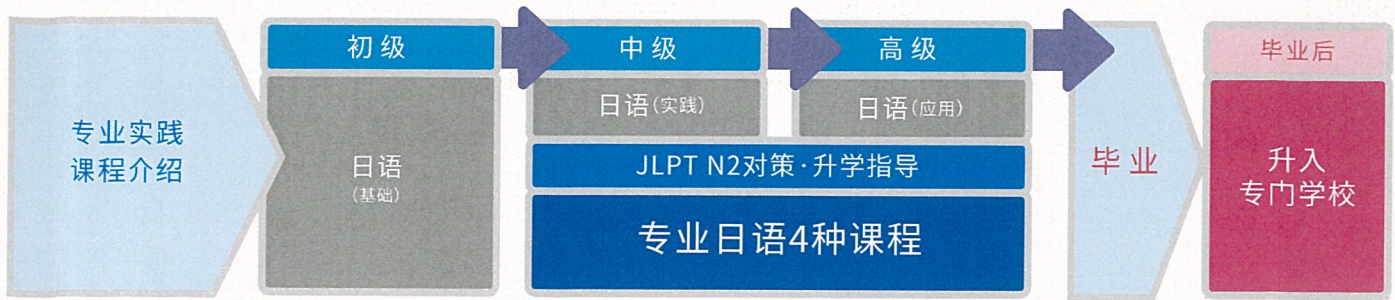 专业实践
课程介绍
初级
日语
(基础)
中级
日语(实践)
高级
日语(应用)
JLPT N2对策·升学指导
专业日语4种课程
毕业
毕业后
升入
专门学校